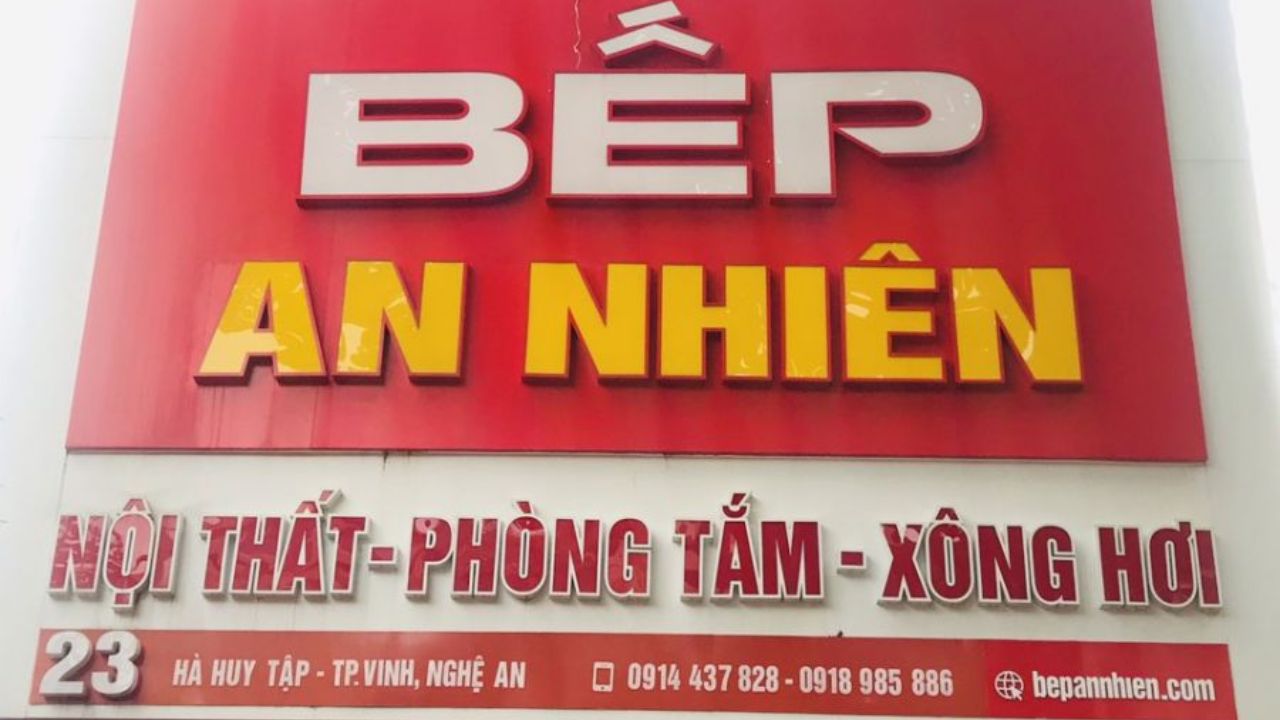 BẾP
AN NHIÊN
NỘI THẤT - PHÒNG TẮM - XÔNG HƠI
23 HÀ HUY TẬP - TP. VINH, NGHỆ AN 0914 437 828 - 0918 985 886 bepannhien.com